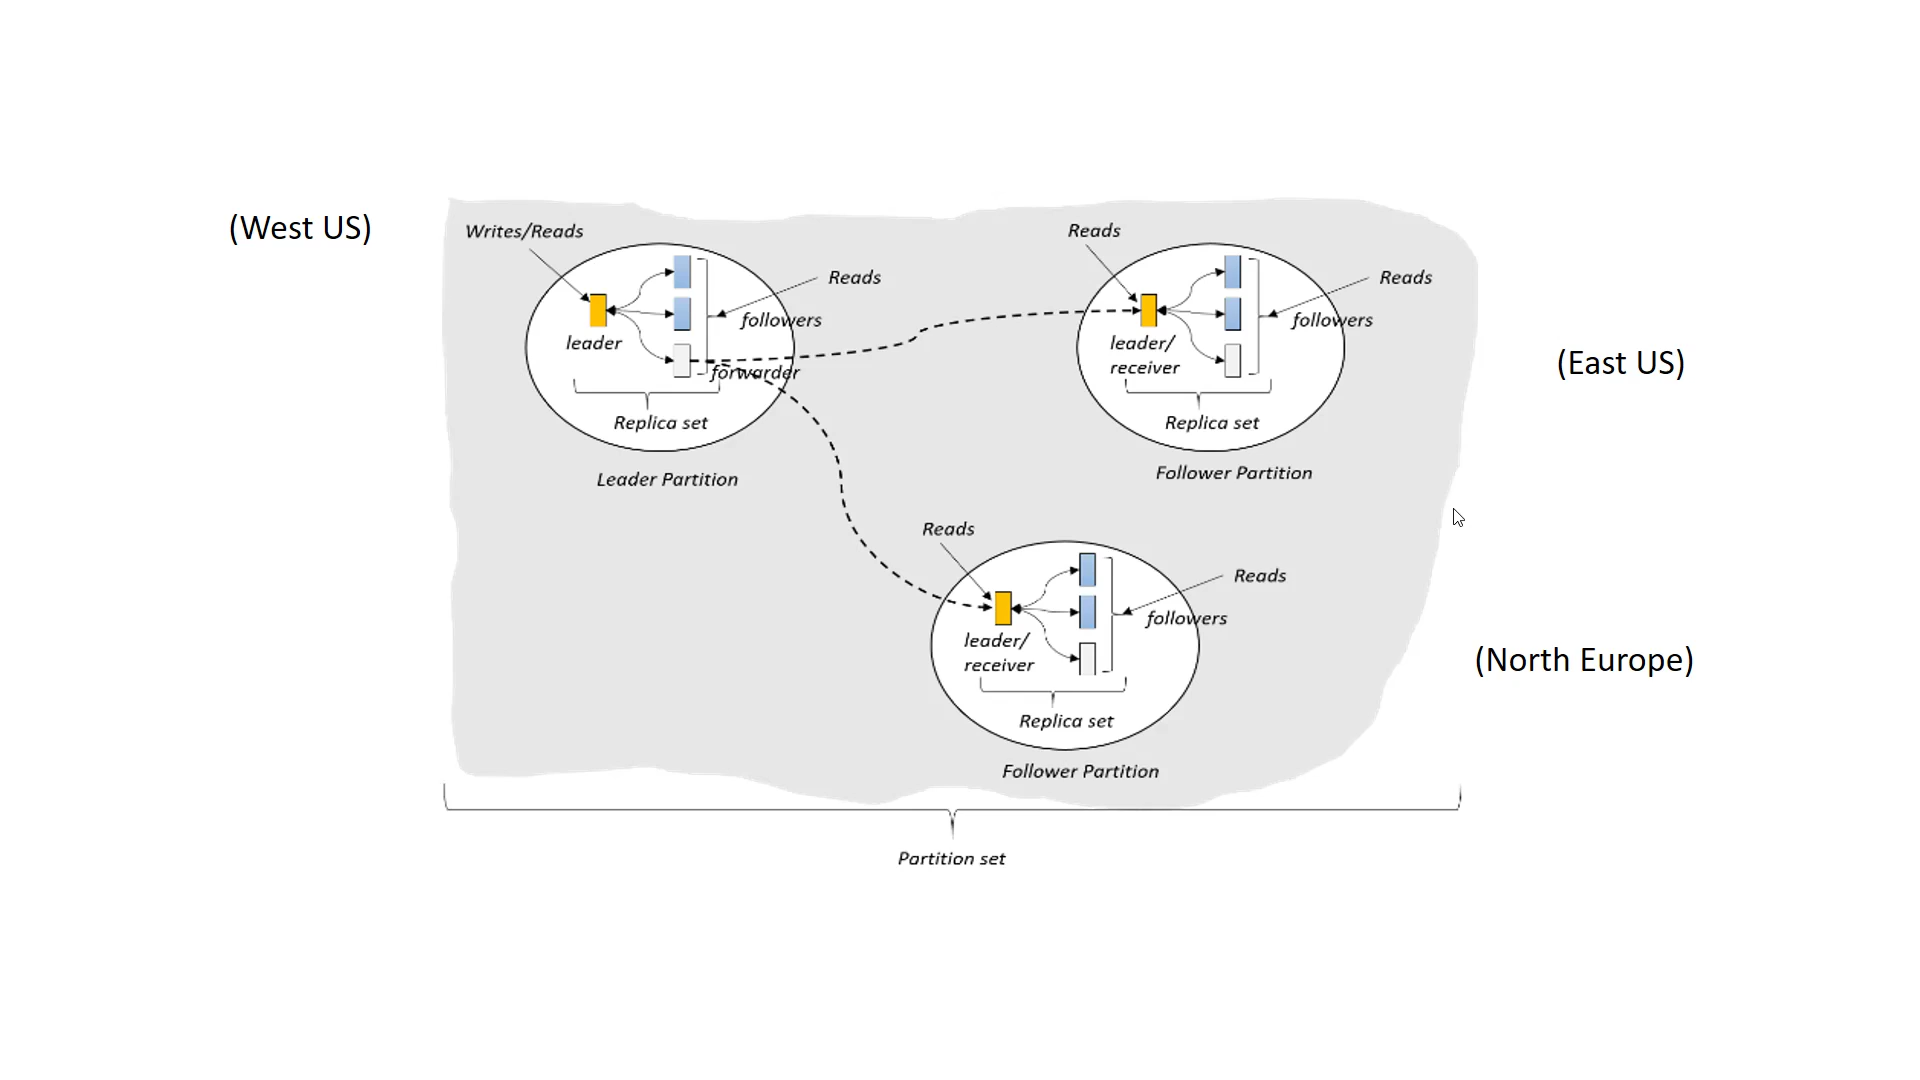 (West US)
Writes/Reads
Reads
followers
leader
forwarder
Replica set
Leader Partition
Reads
Reads
followers
leader/
receiver
Replica set
Follower Partition
(East US)
Reads
Reads
followers
leader/
receiver
Replica set
Follower Partition
(North Europe)
Partition set